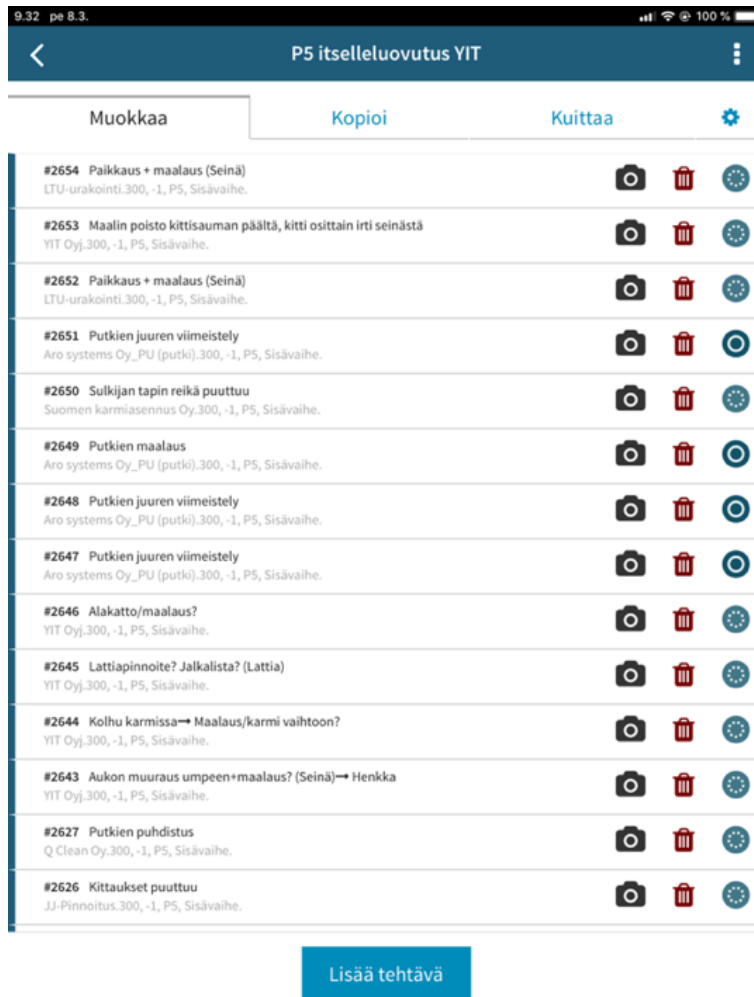 9.32 pe 8.3. 100 %
P5 itselleluovutus YIT
Muokkaa Kopioi Kuittaa
#2654 Paikkaus + maalaus (Seinä)
LTU-urakointi.300, -1, P5, Sisävaihe.
#2653 Maalin poisto kittisauman päältä, kitti osittain irti seinästä
YIT Oyj.300, -1, P5, Sisävaihe.
#2652 Paikkaus + maalaus (Seinä)
LTU-urakointi.300, -1, P5, Sisävaihe.
#2651 Putkien juuren viimeistely
Aro systems Oy_PU (putki).300, -1, P5, Sisävaihe.
#2650 Sulkijan tapin reikä puuttuu
Suomen karmiasennus Oy.300, -1, P5, Sisävaihe.
#2649 Putkien maalaus
Aro systems Oy_PU (putki).300, -1, P5, Sisävaihe.
#2648 Putkien juuren viimeistely
Aro systems Oy_PU (putki).300, -1, P5, Sisävaihe.
#2647 Putkien juuren viimeistely
Aro systems Oy_PU (putki).300, -1, P5, Sisävaihe.
#2646 Alakatto/maalaus?
YIT Oyj.300, -1, P5, Sisävaihe.
#2645 Lattiapinnoite? Jalkalista? (Lattia)
YIT Oyj.300, -1, P5, Sisävaihe.
#2644 Kolhu karmissa→ Maalaus/karmi vaihtoon?
YIT Oyj.300, -1, P5, Sisävaihe.
#2643 Aukon muuraus umpeen+maalaus? (Seinä)→ Henkka
YIT Oyj.300, -1, P5, Sisävaihe.
#2627 Putkien puhdistus
Q Clean Oy.300, -1, P5, Sisävaihe.
#2626 Kittaukset puuttuu
JJ-Pinnoitus.300, -1, P5, Sisävaihe.
Lisää tehtävä